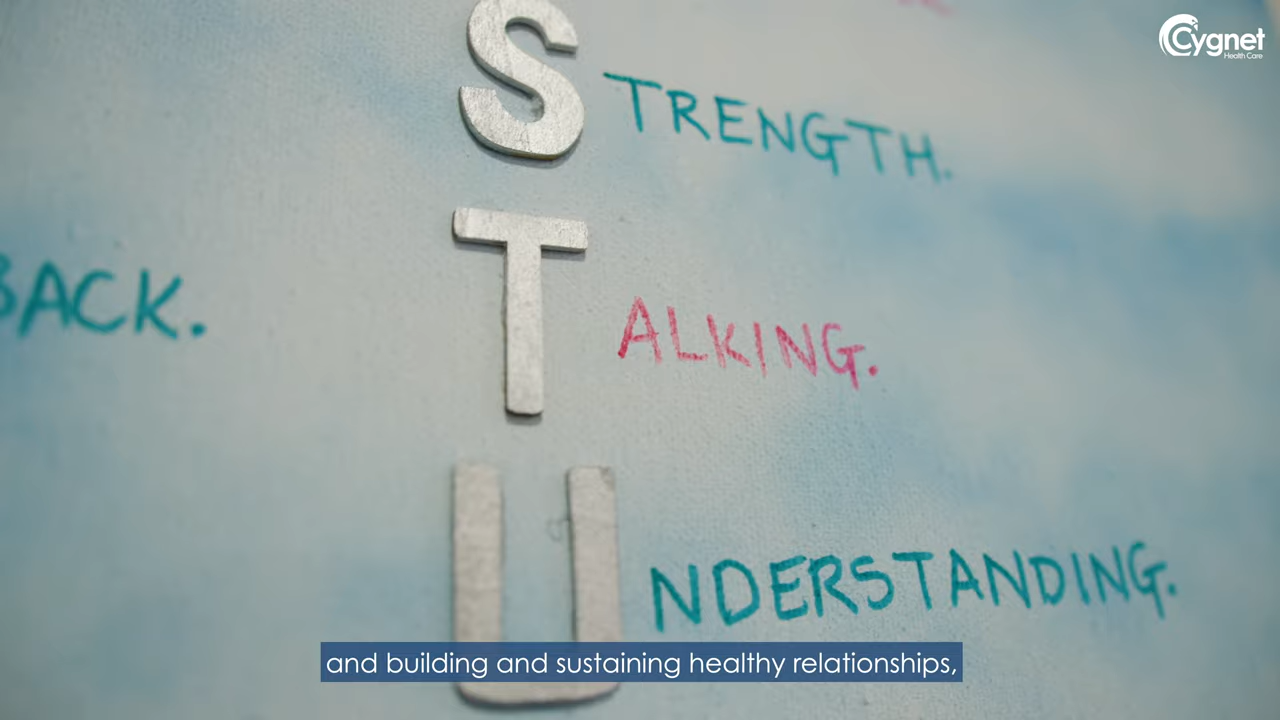 Cygnet
Health Care
STRENGTH.
BACK.
TALKING.
UNDERSTANDING.
and building and sustaining healthy relationships,